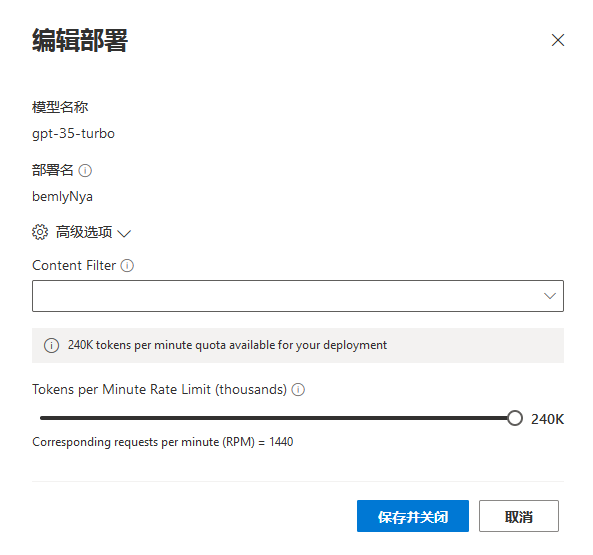 编辑部署
模型名称
gpt-35-turbo
部署名
bemlyNya
高级选项
Content Filter
240K tokens per minute quota available for your deployment
Tokens per Minute Rate Limit (thousands)
240K
Corresponding requests per minute (RPM) = 1440
保存并关闭 取消